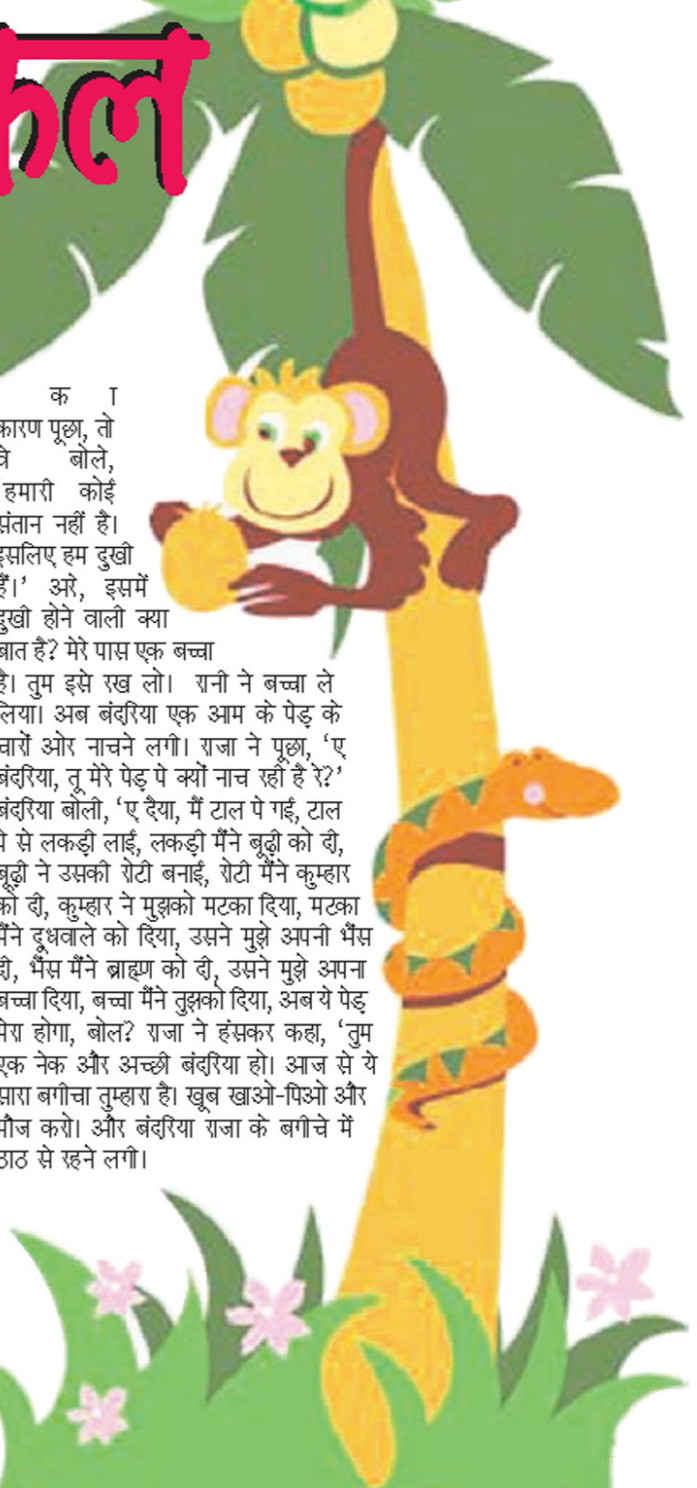 कल
का
कारण पूछा, तो
वे बोले,
हमारी कोई
संतान नहीं है।
इसलिए हम दुखी
हैं।’ अरे, इसमें
दुखी होने वाली क्या
बात है? मेरे पास एक बच्चा
है। तुम इसे रख लो। रानी ने बच्चा ले
लिया। अब बंदरिया एक आम के पेड़ के
चारों ओर नाचने लगी। राजा ने पूछा, ‘ए
बंदरिया, तू मेरे पेड़ पे क्यों नाच रही है रे?’
बंदरिया बोली, ‘ए दैया, मैं टाल पे गई, टाल
पे से लकड़ी लाई, लकड़ी मैंने बूढ़ी को दी,
बूढ़ी ने उसकी रोटी बनाई, रोटी मैंने कुम्हार
को दी, कुम्हार ने मुझको मटका दिया, मटका
मैंने दूधवाले को दिया, उसने मुझे अपनी भैंस
दी, भैंस मैंने ब्राह्मण को दी, उसने मुझे अपना
बच्चा दिया, बच्चा मैंने तुझको दिया, अब ये पेड़
मेरा होगा, बोल? राजा ने हंसकर कहा, ‘तुम
एक नेक और अच्छी बंदरिया हो। आज से ये
सारा बगीचा तुम्हारा है। खूब खाओ-पिओ और
मौज करो। और बंदरिया राजा के बगीचे में
ठाठ से रहने लगी।